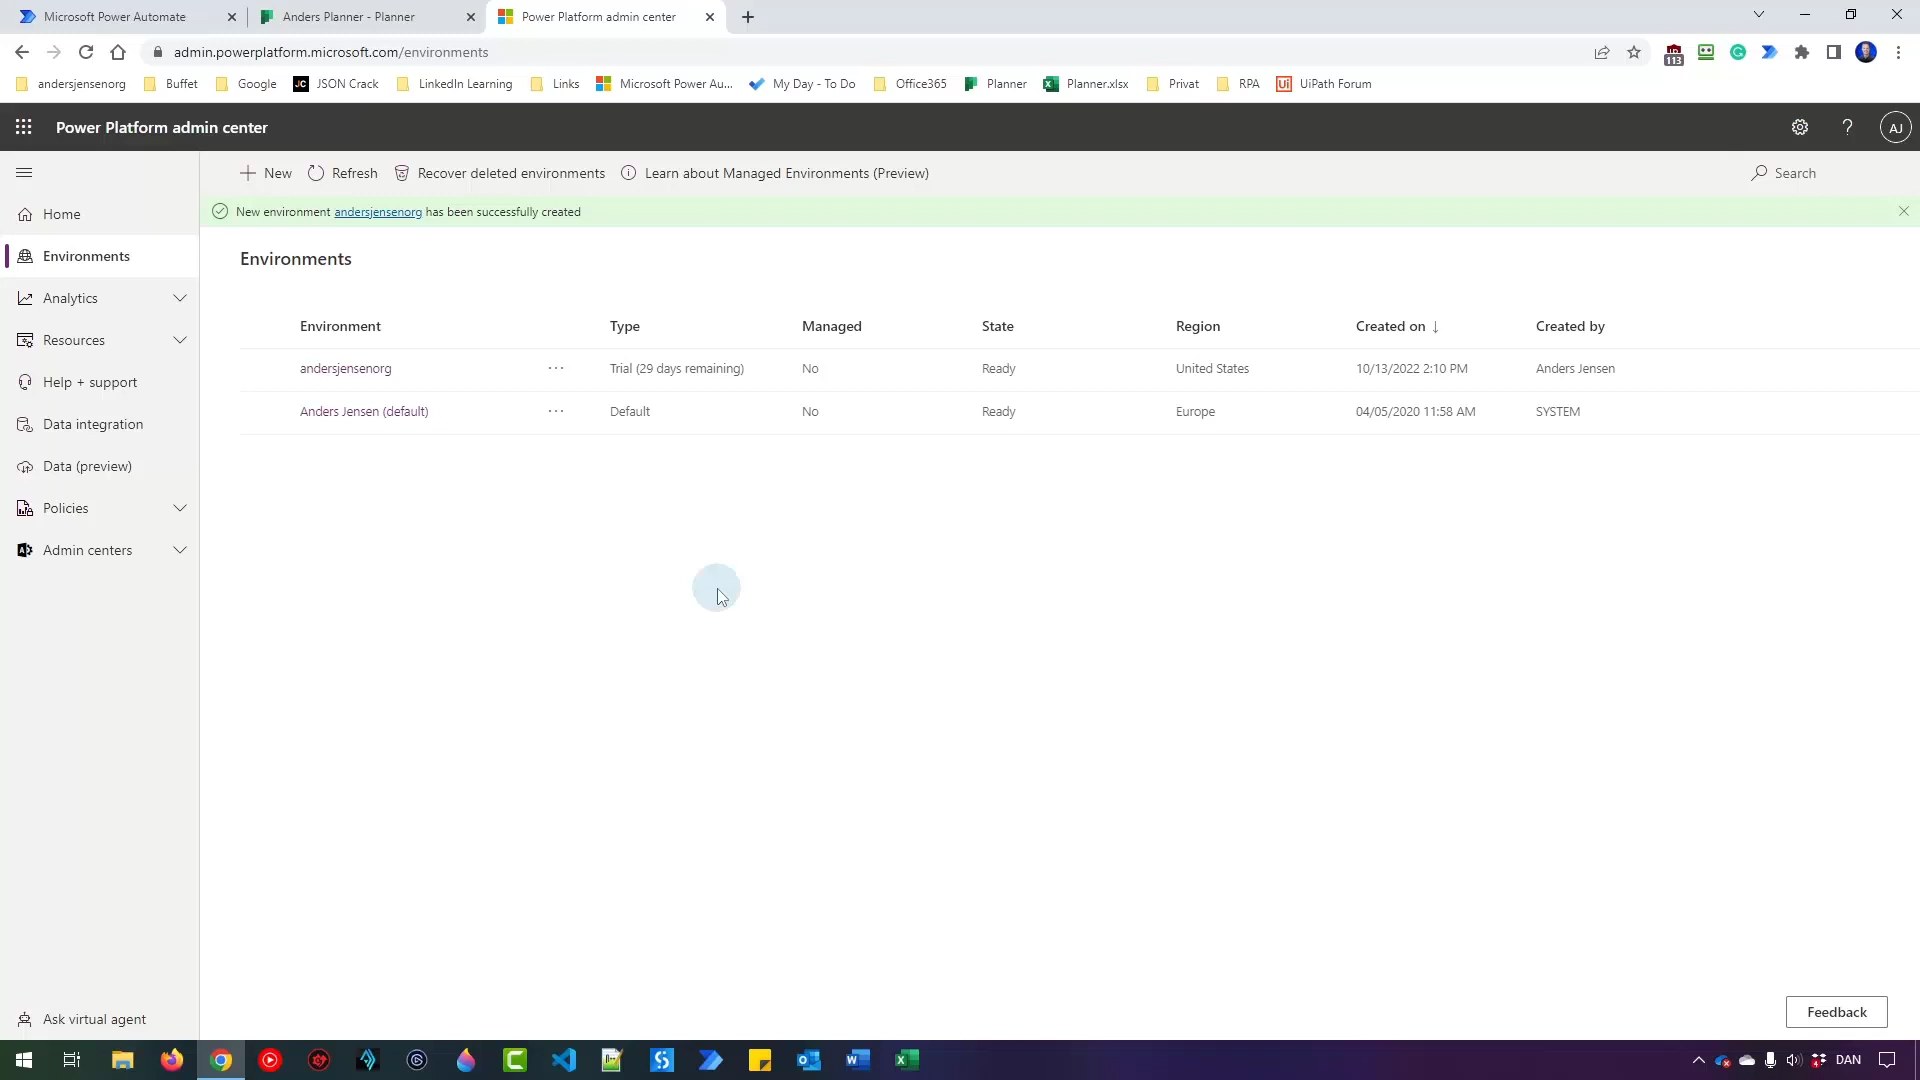 Microsoft Power Automate
Anders Planner - Planner
Power Platform admin center
admin.powerplatform.microsoft.com/environments
113
andersjensenorg
Buffet
Google
JC JSON Crack
LinkedIn Learning
Links
Microsoft Power Au...
My Day - To Do
Office365
Planner
Planner.xlsx
Privat
RPA
Ui UiPath Forum
Power Platform admin center
AJ
New
Refresh
Recover deleted environments
Learn about Managed Environments (Preview)
Search
New environment andersjensenorg has been successfully created
Home
Environments
Analytics
Resources
Help + support
Data integration
Data (preview)
Policies
Admin centers
Ask virtual agent
Environments
Environment Type Managed State Region Created on ↓ Created by
andersjensenorg ... Trial (29 days remaining) No Ready United States 10/13/2022 2:10 PM Anders Jensen
Anders Jensen (default) ... Default No Ready Europe 04/05/2020 11:58 AM SYSTEM
Feedback
DAN